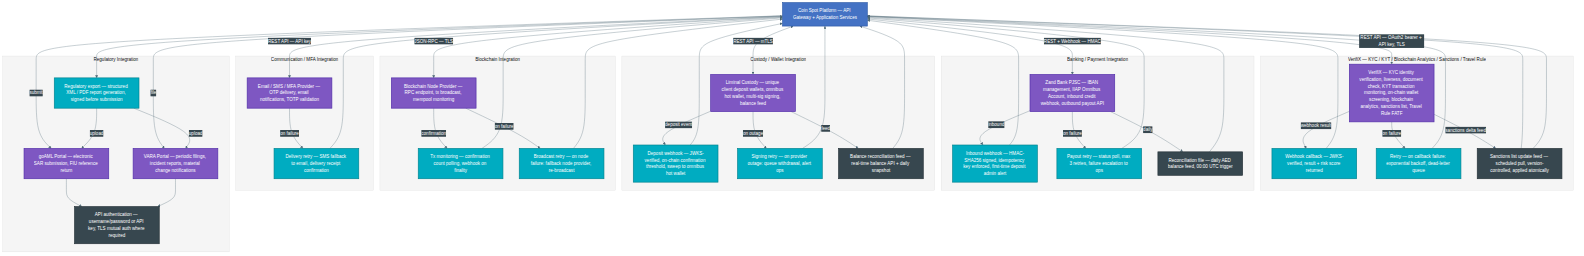 Coin Spot Platform — API
Gateway + Application Services
REST API — API key
JSON-RPC — TLS
REST API — mTLS
REST + Webhook — HMAC
REST API — OAuth2 bearer +
API key, TLS
Regulatory Integration
Regulatory export — structured
XML / PDF report generation,
signed before submission
submit
file
upload
upload
goAML Portal — electronic
SAR submission, FIU reference
return
VARA Portal — periodic filings,
incident reports, material
change notifications
API authentication —
username/password or API
key, TLS mutual auth where
required
Communication / MFA Integration
Email / SMS / MFA Provider —
OTP delivery, email
notifications, TOTP validation
on failure
Delivery retry — SMS fallback
to email, delivery receipt
confirmation
Blockchain Integration
Blockchain Node Provider —
RPC endpoint, tx broadcast,
mempool monitoring
confirmation
on failure
Tx monitoring — confirmation
count polling, webhook on
finality
Broadcast retry — on node
failure: fallback node provider,
re-broadcast
Custody / Wallet Integration
Liminal Custody — unique
client deposit wallets, omnibus
hot wallet, multi-sig signing,
balance feed
deposit event
on outage
feed
Deposit webhook — JWKS-
verified, on-chain confirmation
threshold, sweep to omnibus
hot wallet
Signing retry — on provider
outage: queue withdrawal, alert
ops
Balance reconciliation feed —
real-time balance API + daily
snapshot
Banking / Payment Integration
Zand Bank PJSC — IBAN
management, VAP Omnibus
Account, inbound credit
webhook, outbound payout API
inbound
on failure
daily
Inbound webhook — HMAC-
SHA256 signed, idempotency
key enforced, first-time deposit
admin alert
Payout retry — status poll, max
3 retries, failure escalation to
ops
Reconciliation file — daily AED
balance feed, 00:00 UTC trigger
VerifiX — KYC / KYT / Blockchain Analytics / Sanctions / Travel Rule
VerifiX — KYC identity
verification, liveness, document
check, KYT transaction
monitoring, on-chain wallet
screening, blockchain
analytics, sanctions list, Travel
Rule FATF
webhook result
on failure
sanctions delta feed
Webhook callback — JWKS-
verified, result + risk score
returned
Retry — on callback failure:
exponential backoff, dead-letter
queue
Sanctions list update feed —
scheduled pull, version-
controlled, applied atomically